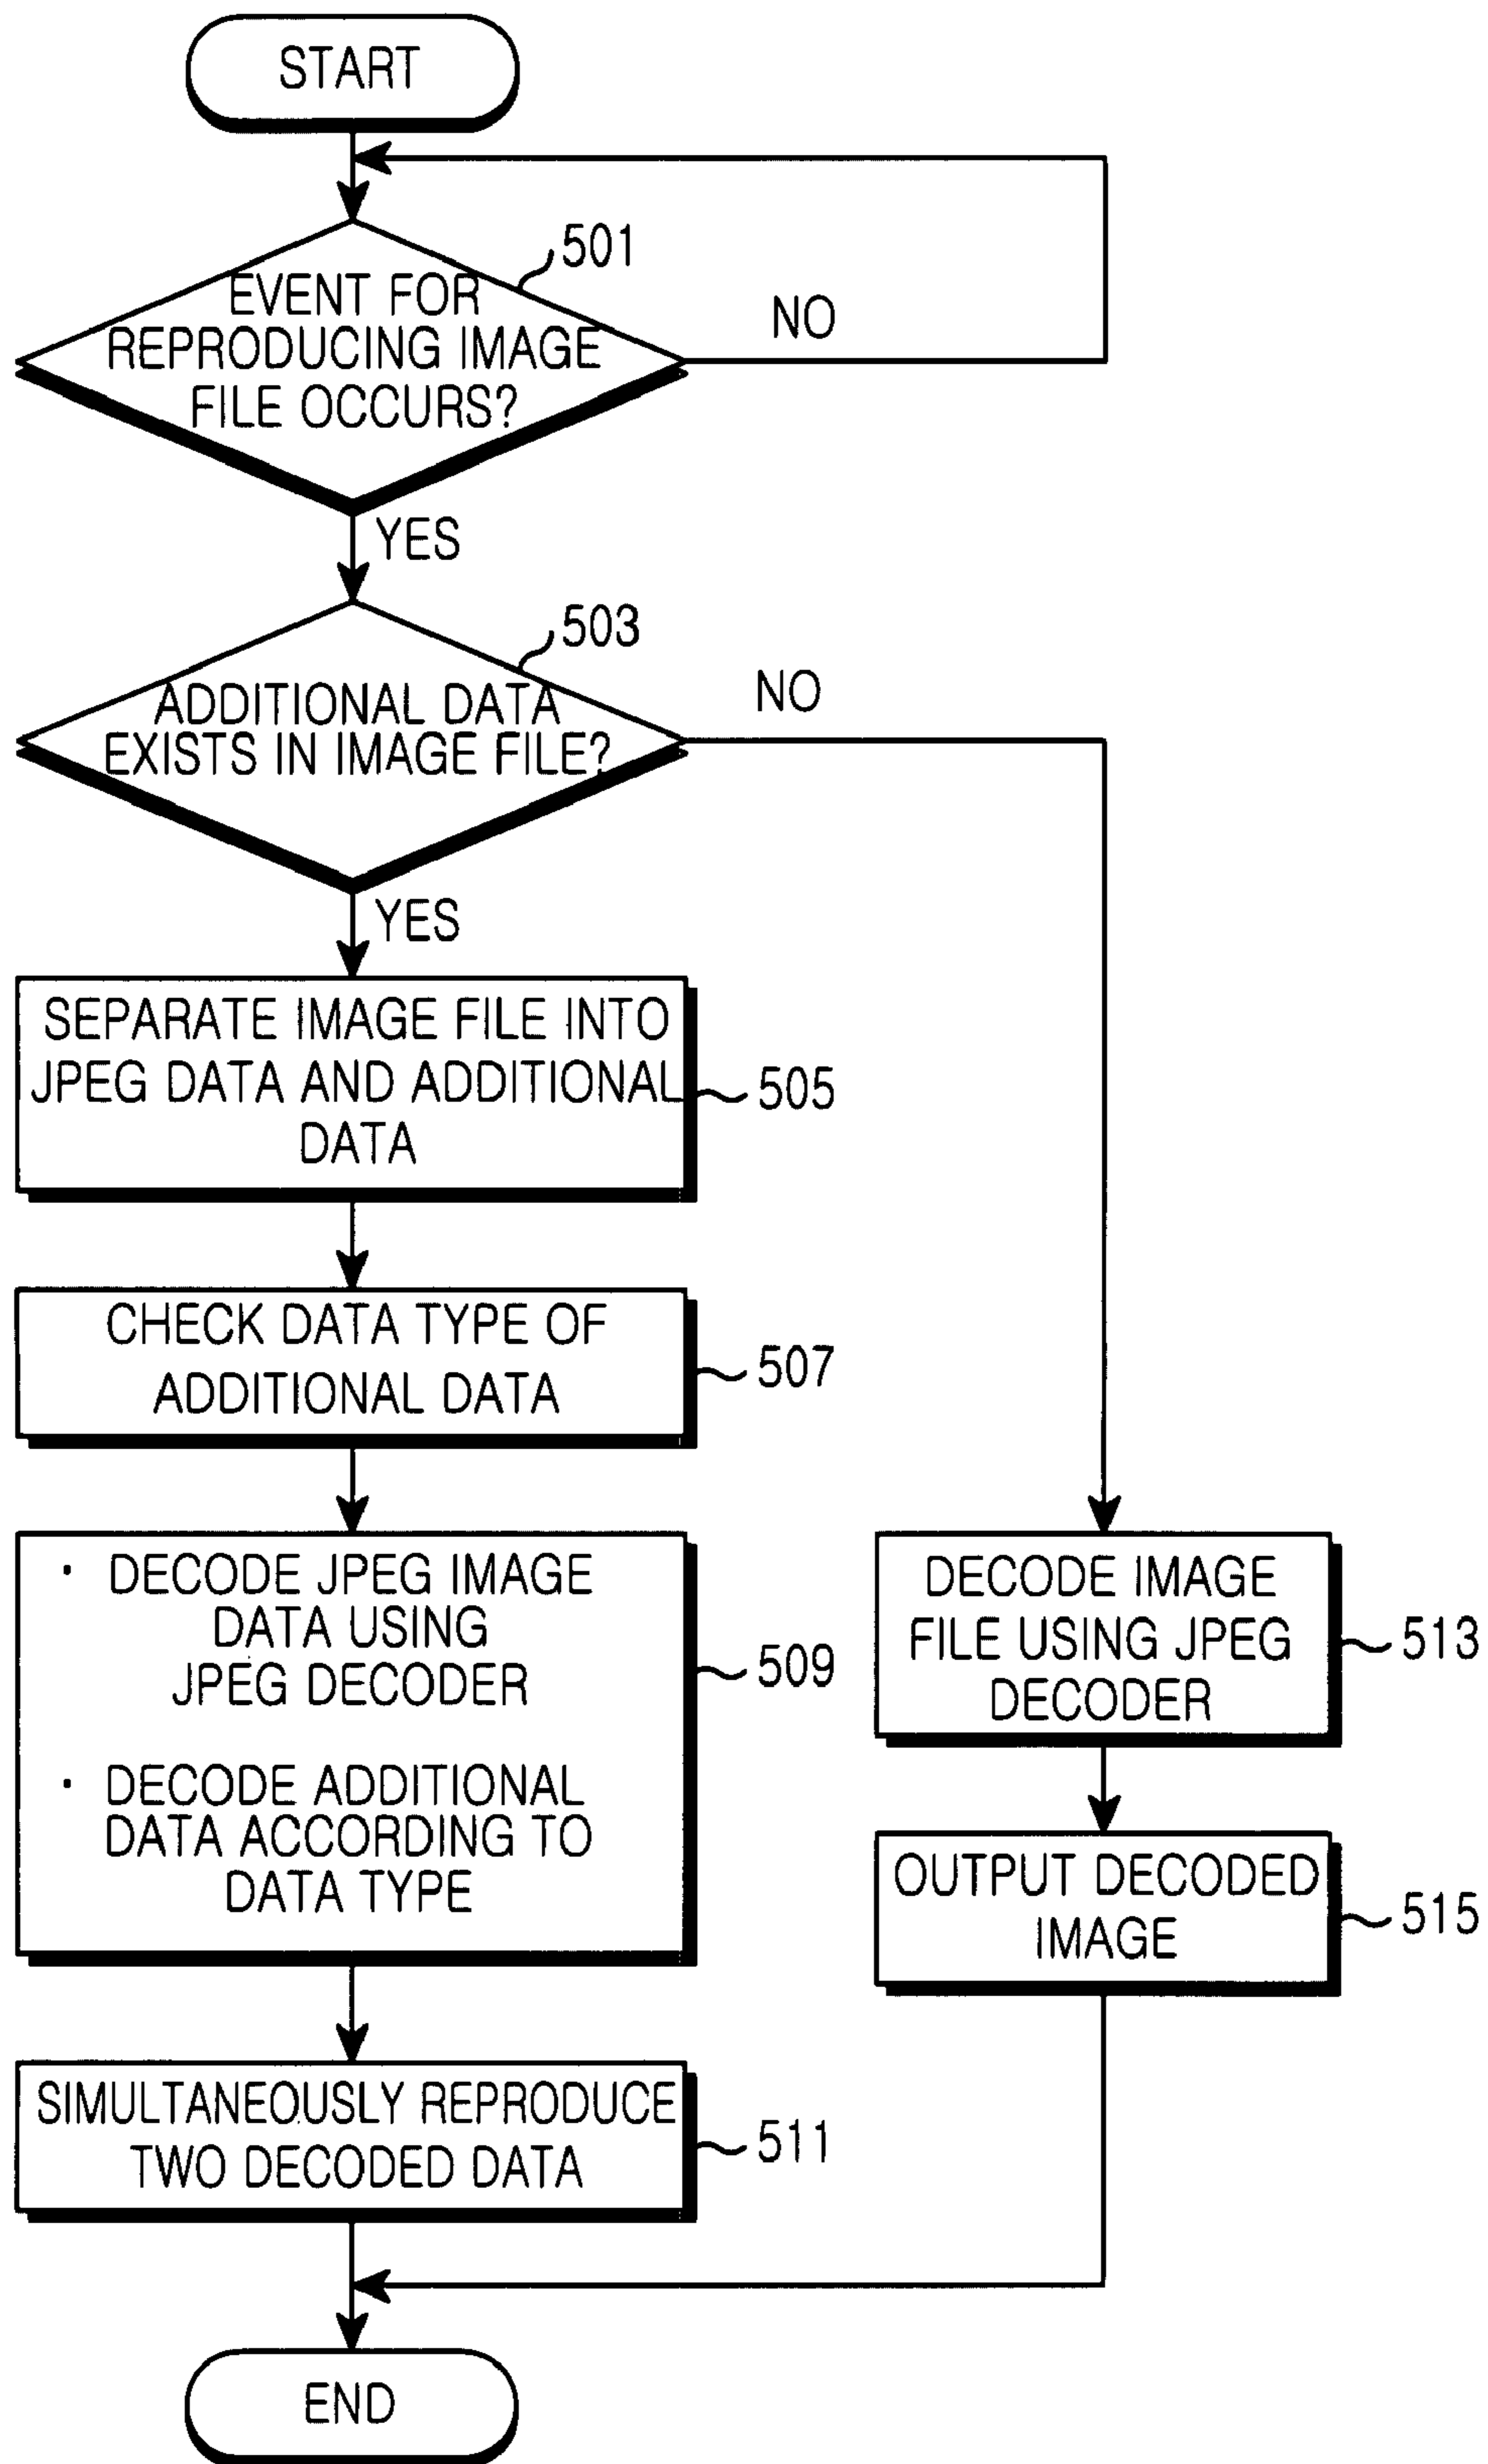 START
501
EVENT FOR
REPRODUCING IMAGE
FILE OCCURS?
NO
YES
503
ADDITIONAL DATA
EXISTS IN IMAGE FILE?
NO
YES
SEPARATE IMAGE FILE INTO
JPEG DATA AND ADDITIONAL
DATA
505
CHECK DATA TYPE OF
ADDITIONAL DATA
507
· DECODE JPEG IMAGE
DATA USING
JPEG DECODER
· DECODE ADDITIONAL
DATA ACCORDING TO
DATA TYPE
509
DECODE IMAGE
FILE USING JPEG
DECODER
513
OUTPUT DECODED
IMAGE
515
SIMULTANEOUSLY REPRODUCE
TWO DECODED DATA
511
END